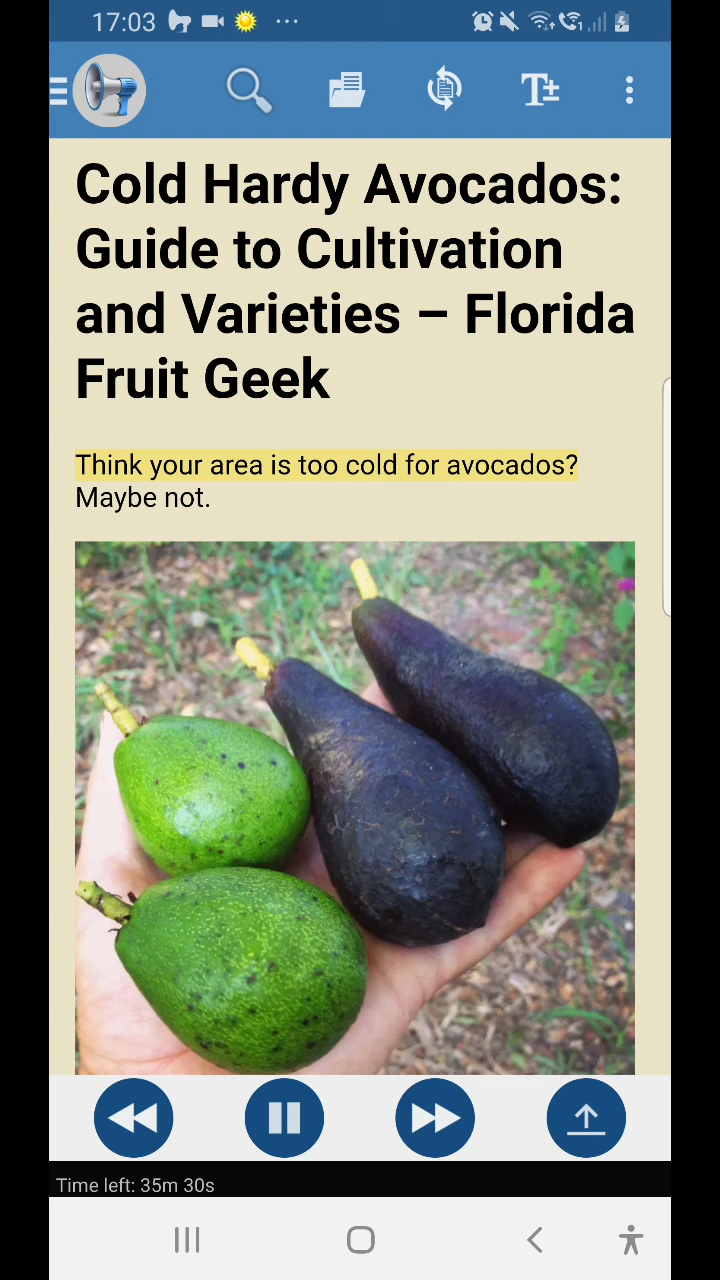 17:03
Cold Hardy Avocados:
Guide to Cultivation
and Varieties – Florida
Fruit Geek
Think your area is too cold for avocados?
Maybe not.
Time left: 35m 30s